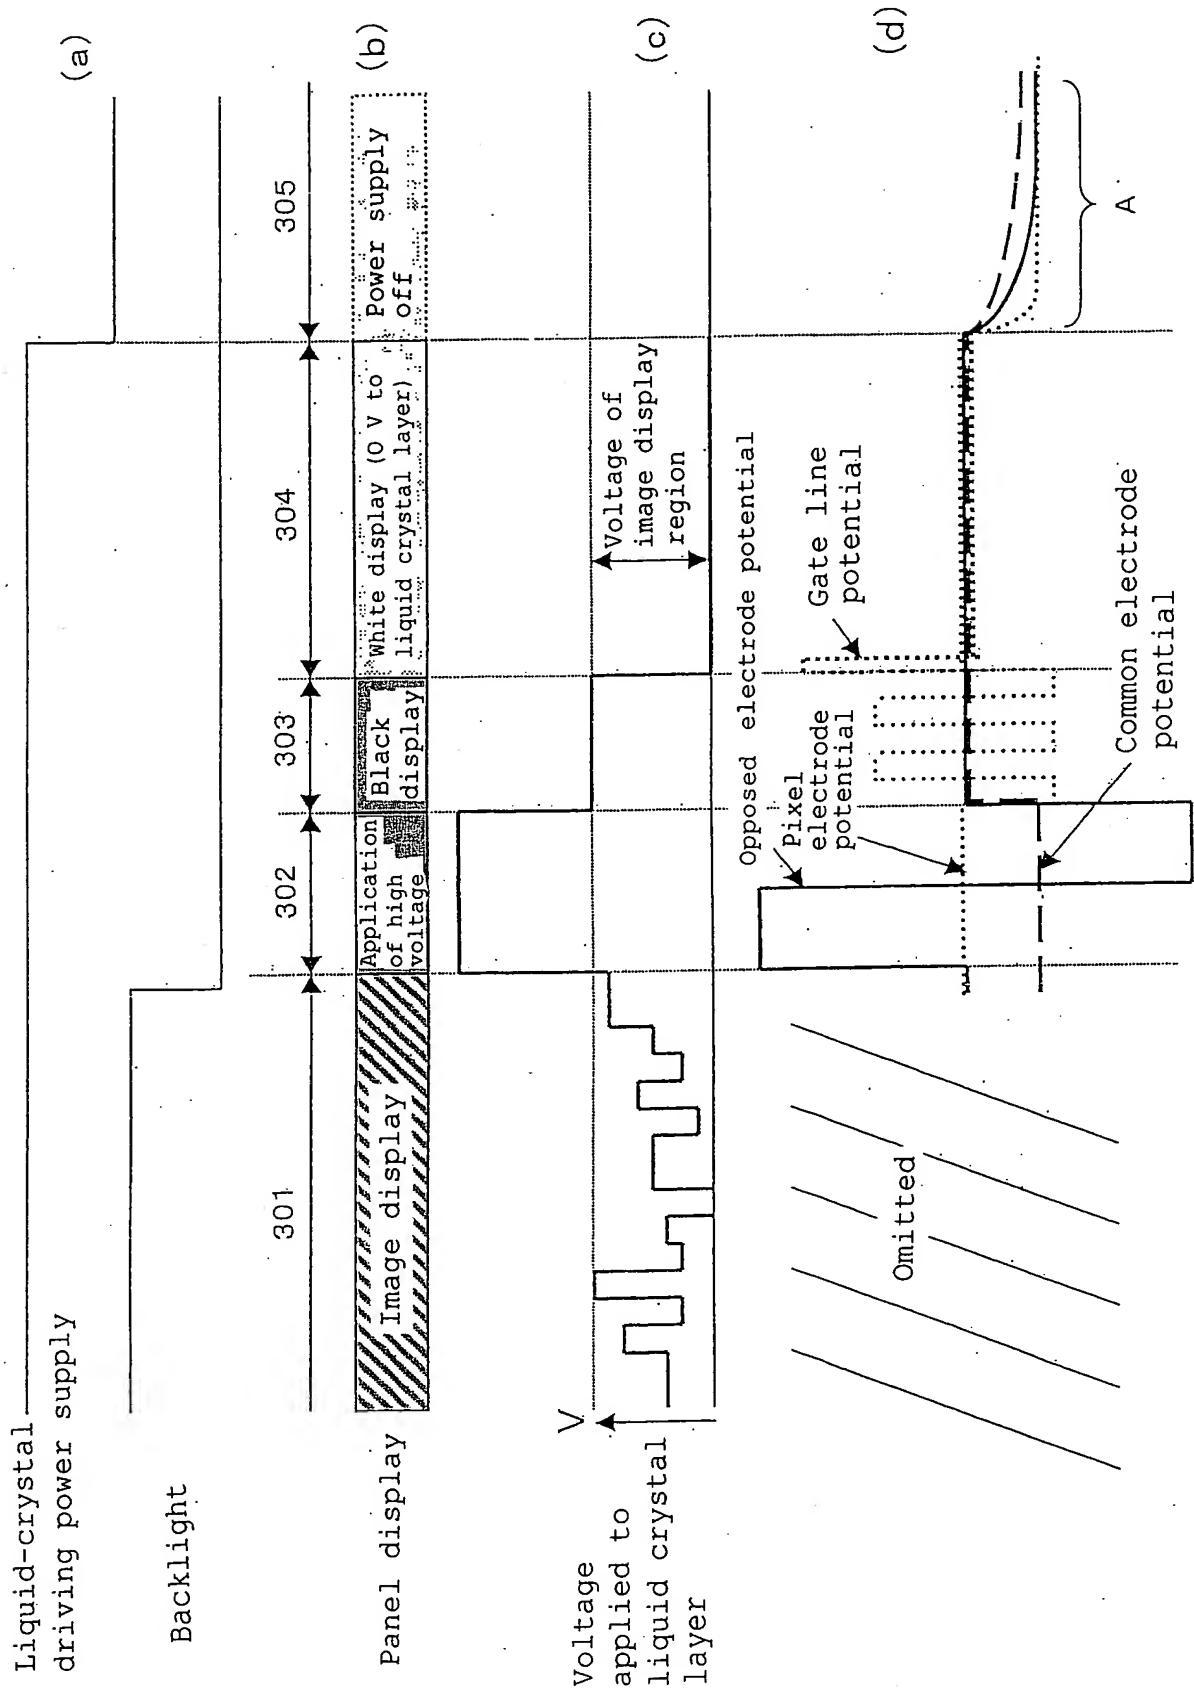 Liquid-crystal
driving power supply
(a)
Backlight
301
302
303
304
305
Panel display
Image display
Application
of high
voltage
Black
display
White display (0 V to
liquid crystal layer)
Power supply
off
(b)
V
Voltage
applied to
liquid crystal
layer
Voltage of
image display
region
(c)
Omitted
Opposed electrode potential
Pixel
electrode
potential
Gate line
potential
Common electrode
potential
A
(d)